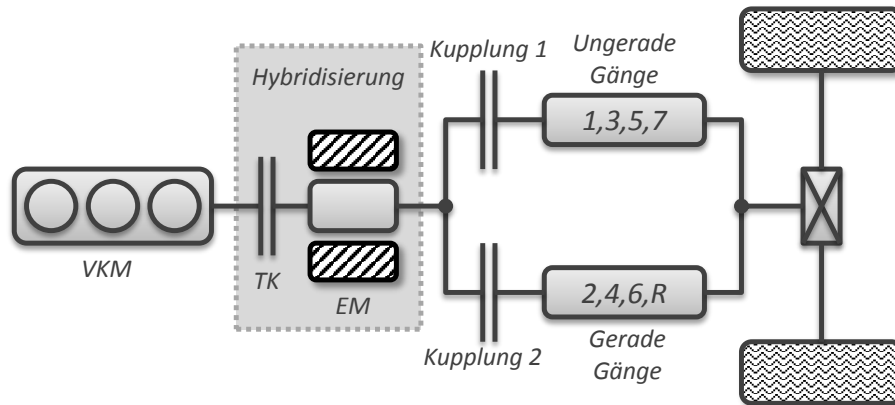 Hybridisierung
Kupplung 1
Ungerade
Gänge
1,3,5,7
VKM
TK
EM
Kupplung 2
2,4,6,R
Gerade
Gänge